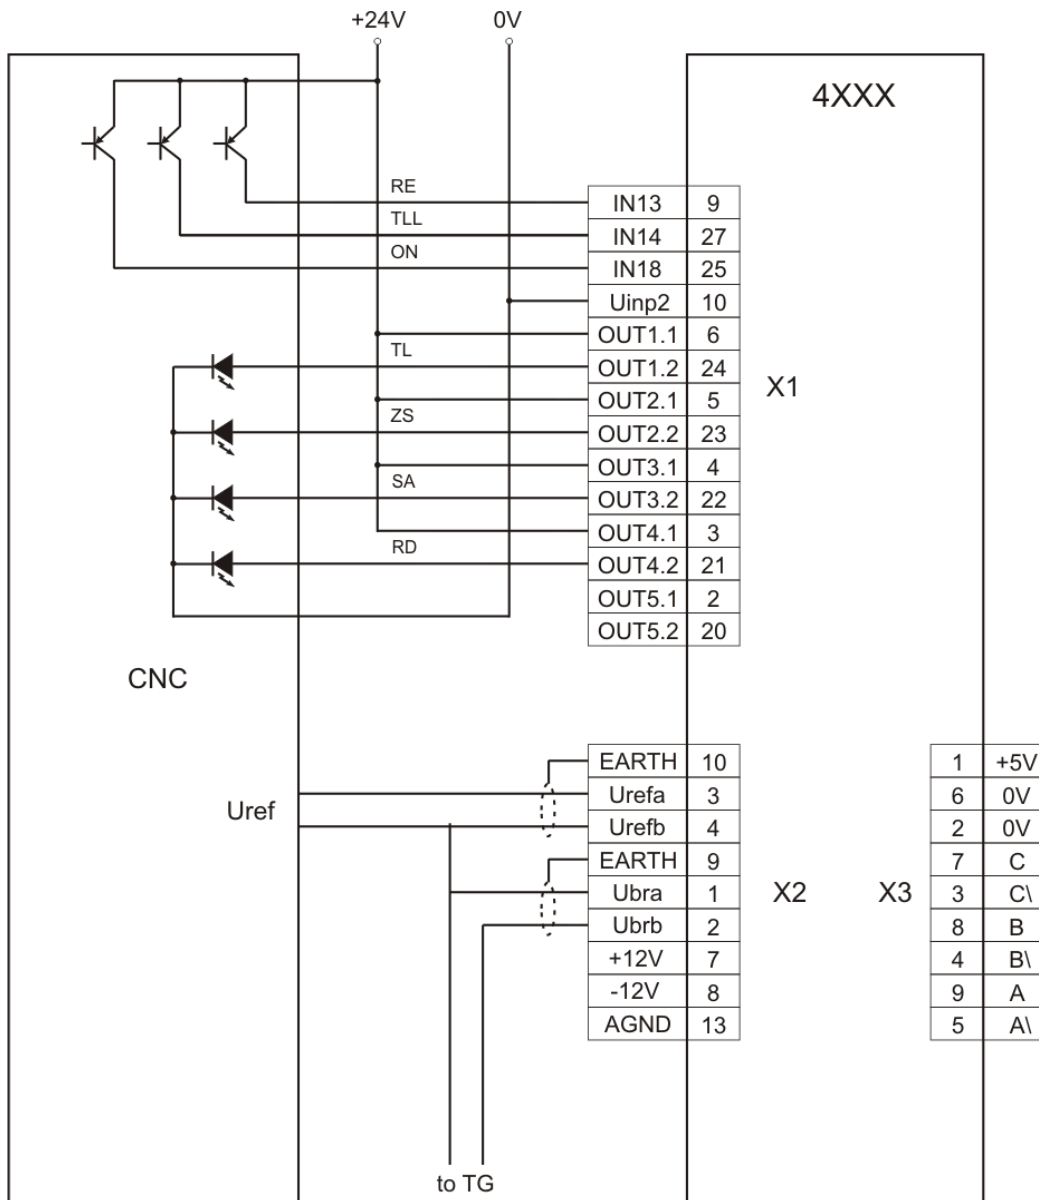 +24V 0V
4XXX
RE IN13 9
TLL IN14 27
ON IN18 25
Uinp2 10
OUT1.1 6
TL OUT1.2 24
X1
OUT2.1 5
ZS OUT2.2 23
OUT3.1 4
SA OUT3.2 22
OUT4.1 3
RD OUT4.2 21
OUT5.1 2
OUT5.2 20
CNC
EARTH 10 1 +5V
Uref Urefa 3 6 0V
Urefb 4 2 0V
EARTH 9 7 C
Ubra 1 X2 X3 3 C\
Ubrb 2 8 B
+12V 7 4 B\
-12V 8 9 A
AGND 13 5 A\
to TG